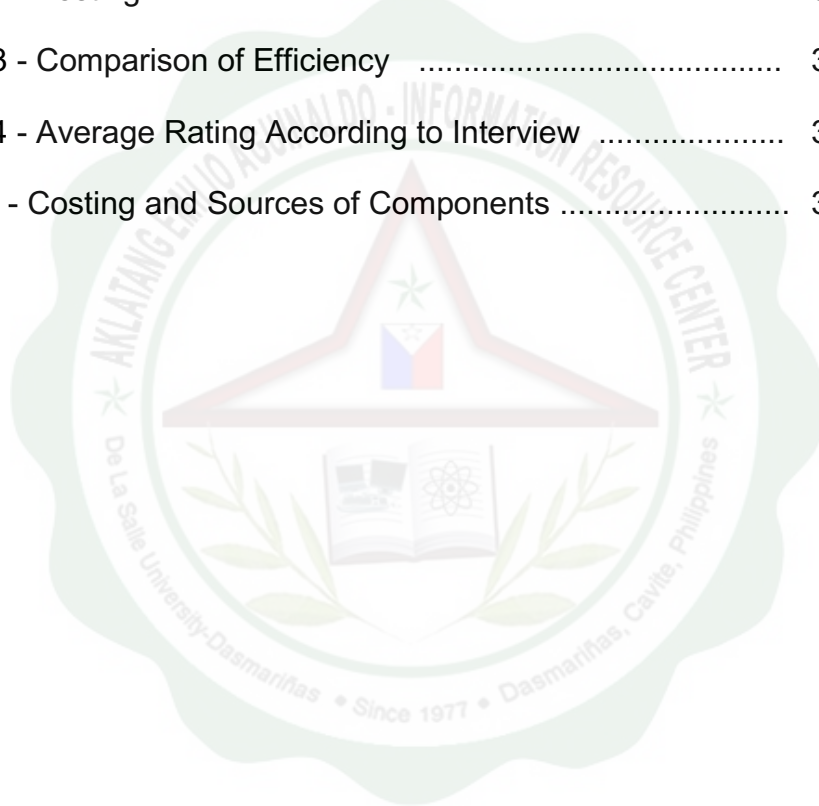 3 - Comparison of Efficiency ........................................ 3
4 - Average Rating According to Interview ..................... 3
- Costing and Sources of Components .......................... 3
AKLATANG EMILIO AGUINALDO - INFORMATION RESOURCE CENTER
De La Salle University-Dasmariñas • Since 1977 • Dasmariñas, Cavite, Philippines